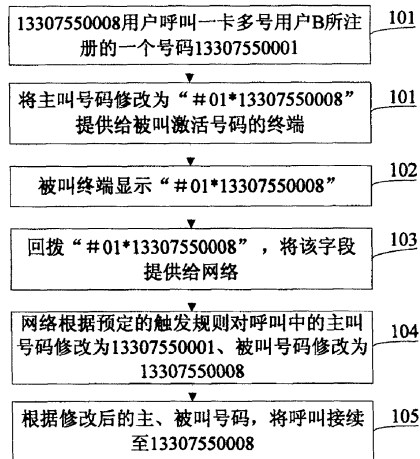 13307550008用户呼叫一卡多号用户B所注
册的一个号码13307550001
101
将主叫号码修改为“＃01*13307550008”
提供给被叫激活号码的终端
101
被叫终端显示“＃01*13307550008”
102
回拨“＃01*13307550008”，将该字段
提供给网络
103
网络根据预定的触发规则对呼叫中的主叫
号码修改为13307550001、被叫号码修改为
13307550008
104
根据修改后的主、被叫号码，将呼叫接续
至13307550008
105